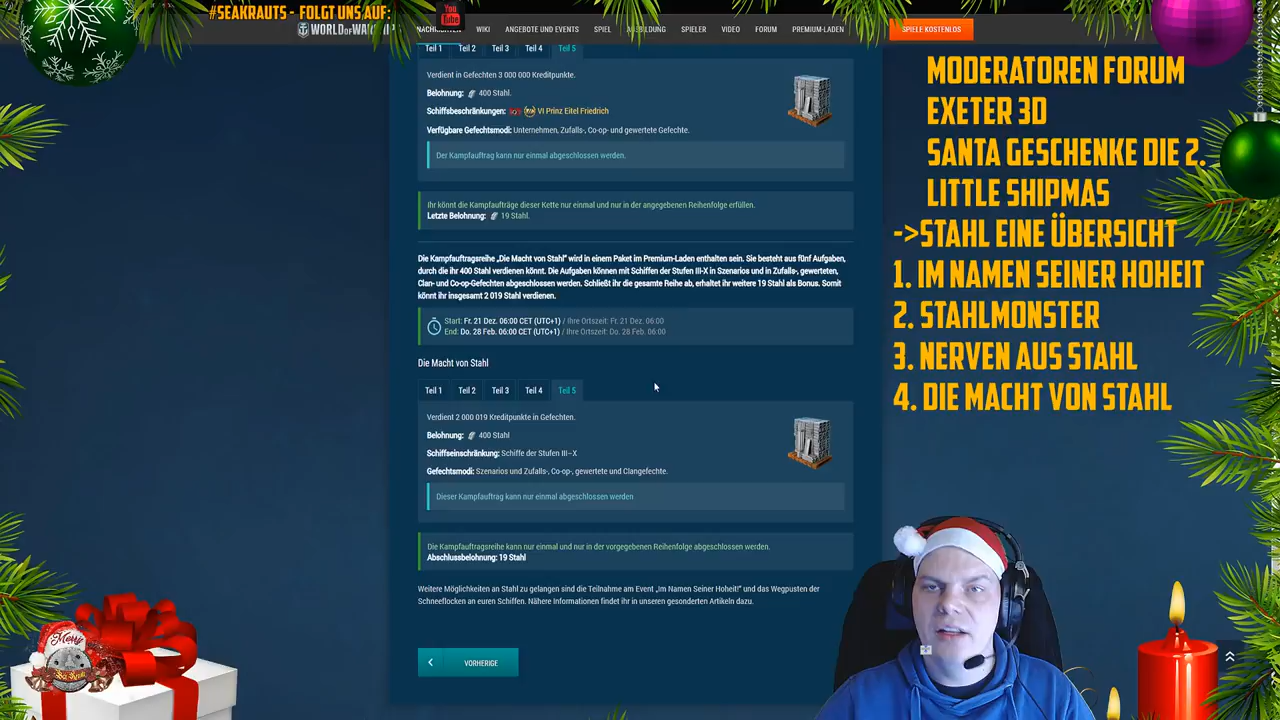 #SEAKRAUTS - FOLGT UNS AUF:
You
Tube
WORLD OF WARSHI
NACHRICHTEN WIKI ANGEBOTE UND EVENTS SPIEL SPIELER VIDEO FORUM PREMIUM-LADEN
SPIELE KOSTENLOS
Teil 1 Teil 2 Teil 3 Teil 4 Teil 5
Verdient in Gefechten 3 000 000 Kreditpunkte.
Belohnung: 400 Stahl.
Schiffsbeschränkungen: VI Prinz Eitel Friedrich
Verfügbare Gefechtsmodi: Unternehmen, Zufalls-, Co-op- und gewertete Gefechte.
Der Kampfauftrag kann nur einmal abgeschlossen werden.
Ihr könnt die Kampfaufträge dieser Kette nur einmal und nur in der angegebenen Reihenfolge erfüllen.
Letzte Belohnung: 19 Stahl.
Die Kampfauftragsreihe „Die Macht von Stahl" wird in einem Paket im Premium-Laden enthalten sein. Sie besteht aus fünf Aufgaben,
durch die ihr 400 Stahl verdienen könnt. Die Aufgaben können mit Schiffen der Stufen III-X in Szenarios und in Zufalls-, gewerteten,
Clan- und Co-op-Gefechten abgeschlossen werden. Schließt ihr die gesamte Reihe ab, erhaltet ihr weitere 19 Stahl als Bonus. Somit
könnt ihr insgesamt 2 019 Stahl verdienen.
Start: Fr. 21 Dez. 06:00 CET (UTC+1) / Ihre Ortszeit: Fr. 21 Dez. 06:00
End: Do. 28 Feb. 06:00 CET (UTC+1) / Ihre Ortszeit: Do. 28 Feb. 06:00
Die Macht von Stahl
Teil 1 Teil 2 Teil 3 Teil 4 Teil 5
Verdient 2 000 019 Kreditpunkte in Gefechten.
Belohnung: 400 Stahl
Schiffseinschränkung: Schiffe der Stufen III–X
Gefechtsmodi: Szenarios und Zufalls-, Co-op-, gewertete und Clangefechte.
Dieser Kampfauftrag kann nur einmal abgeschlossen werden
Die Kampfauftragsreihe kann nur einmal und nur in der vorgegebenen Reihenfolge abgeschlossen werden.
Abschlussbelohnung: 19 Stahl
Weitere Möglichkeiten an Stahl zu gelangen sind die Teilnahme am Event „Im Namen Seiner Hoheit!" und das Wegpusten der
Schneeflocken an euren Schiffen. Nähere Informationen findet ihr in unseren gesonderten Artikeln dazu.
VORHERIGE
MODERATOREN FORUM
EXETER 3D
SANTA GESCHENKE DIE 2.
LITTLE SHIPMAS
->STAHL EINE ÜBERSICHT
1. IM NAMEN SEINER HOHEIT
2. STAHLMONSTER
3. NERVEN AUS STAHL
4. DIE MACHT VON STAHL
Merry